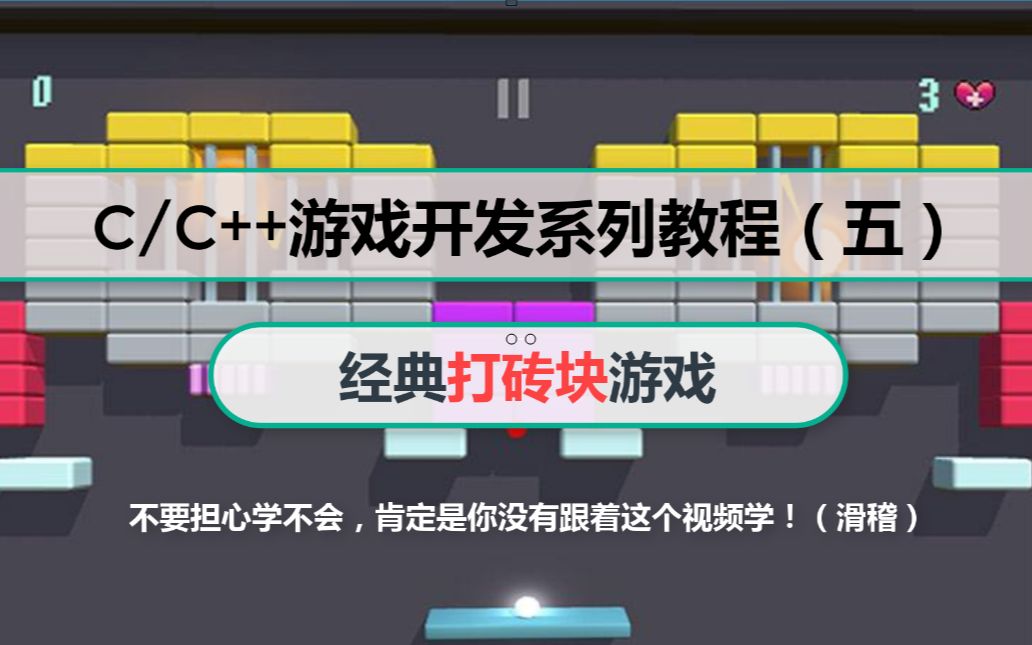 0
3
C/C++游戏开发系列教程（五）
经典打砖块游戏
不要担心学不会，肯定是你没有跟着这个视频学！（滑稽）